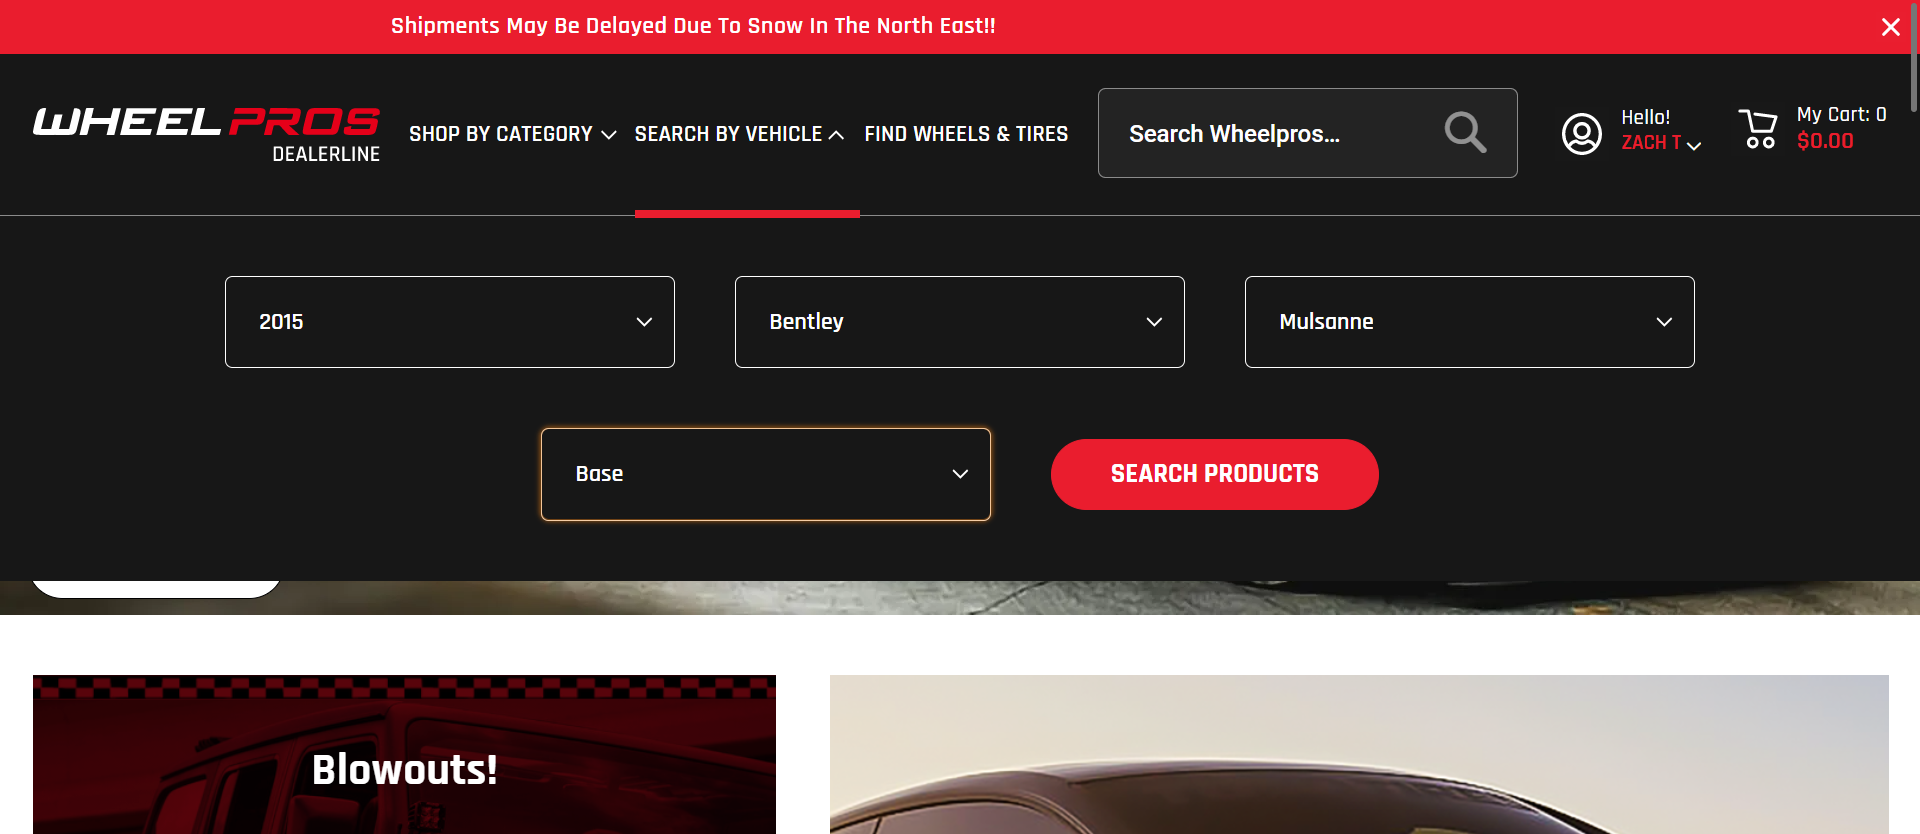 Shipments May Be Delayed Due To Snow In The North East!!
WHEEL PROS
DEALERLINE
SHOP BY CATEGORY
SEARCH BY VEHICLE
FIND WHEELS & TIRES
Search Wheelpros...
Hello!
ZACH T
My Cart: 0
$0.00
2015
Bentley
Mulsanne
Base
SEARCH PRODUCTS
Blowouts!